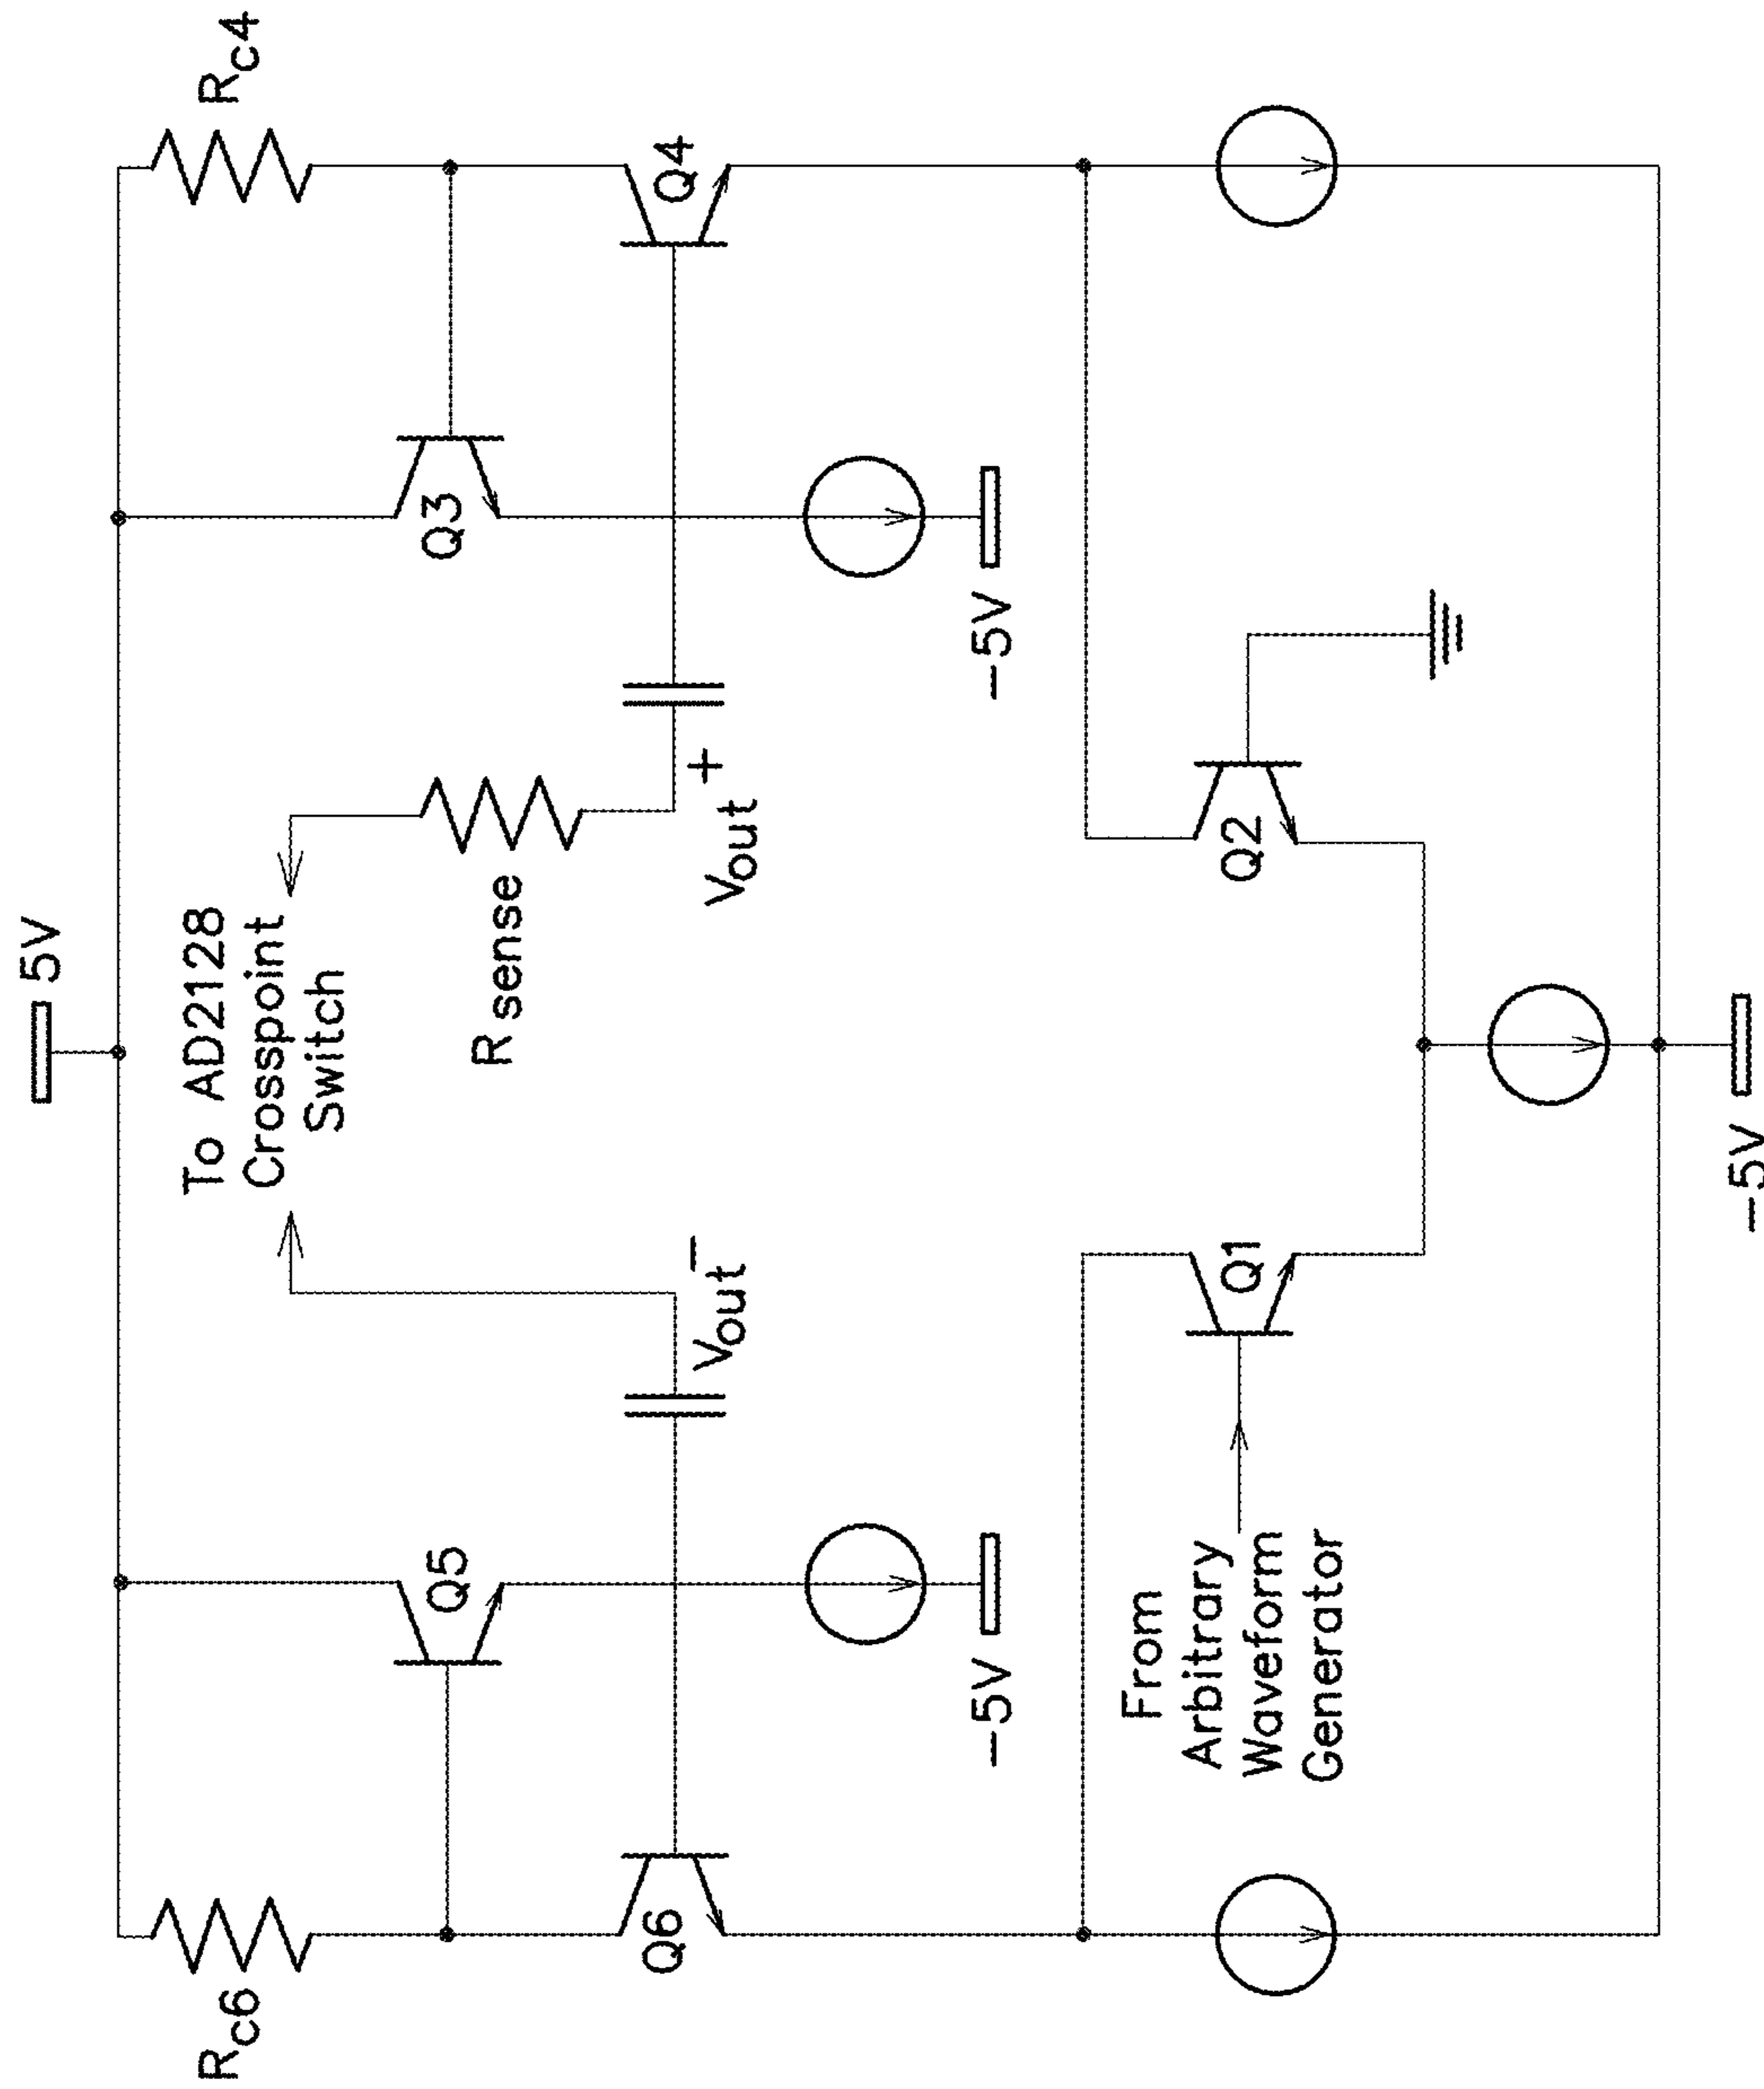 5V
Rc6
Rc4
To AD2128
Crosspoint
Switch
Q5
Q3
Rsense
Q6
Q4
Vout−
Vout+
−5V
−5V
From
Arbitrary
Waveform
Generator
Q1
Q2
−5V